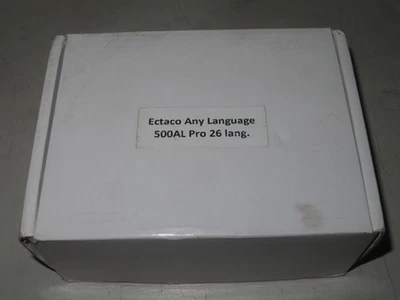 Ectaco Any Language
500AL Pro 26 lang.